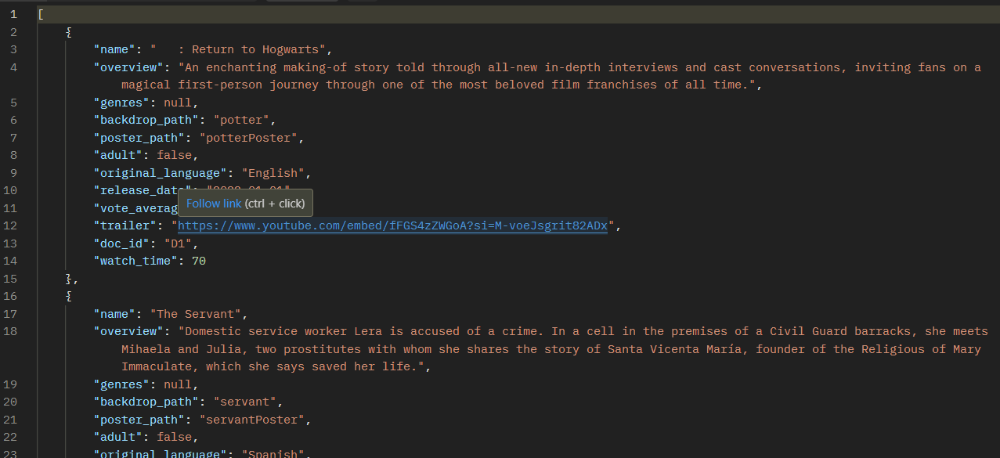 1 [
2 {
3 "name": "   : Return to Hogwarts",
4 "overview": "An enchanting making-of story told through all-new in-depth interviews and cast conversations, inviting fans on a
magical first-person journey through one of the most beloved film franchises of all time.",
5 "genres": null,
6 "backdrop_path": "potter",
7 "poster_path": "potterPoster",
8 "adult": false,
9 "original_language": "English",
10 "release_date":
Follow link (ctrl + click)
11 "vote_averag
12 "trailer": "https://www.youtube.com/embed/fFGS4zZWGoA?si=M-voeJsgrit82ADx",
13 "doc_id": "D1",
14 "watch_time": 70
15 },
16 {
17 "name": "The Servant",
18 "overview": "Domestic service worker Lera is accused of a crime. In a cell in the premises of a Civil Guard barracks, she meets
Mihaela and Julia, two prostitutes with whom she shares the story of Santa Vicenta María, founder of the Religious of Mary
Immaculate, which she says saved her life.",
19 "genres": null,
20 "backdrop_path": "servant",
21 "poster_path": "servantPoster",
22 "adult": false,
23 "original_language": "Spanish",